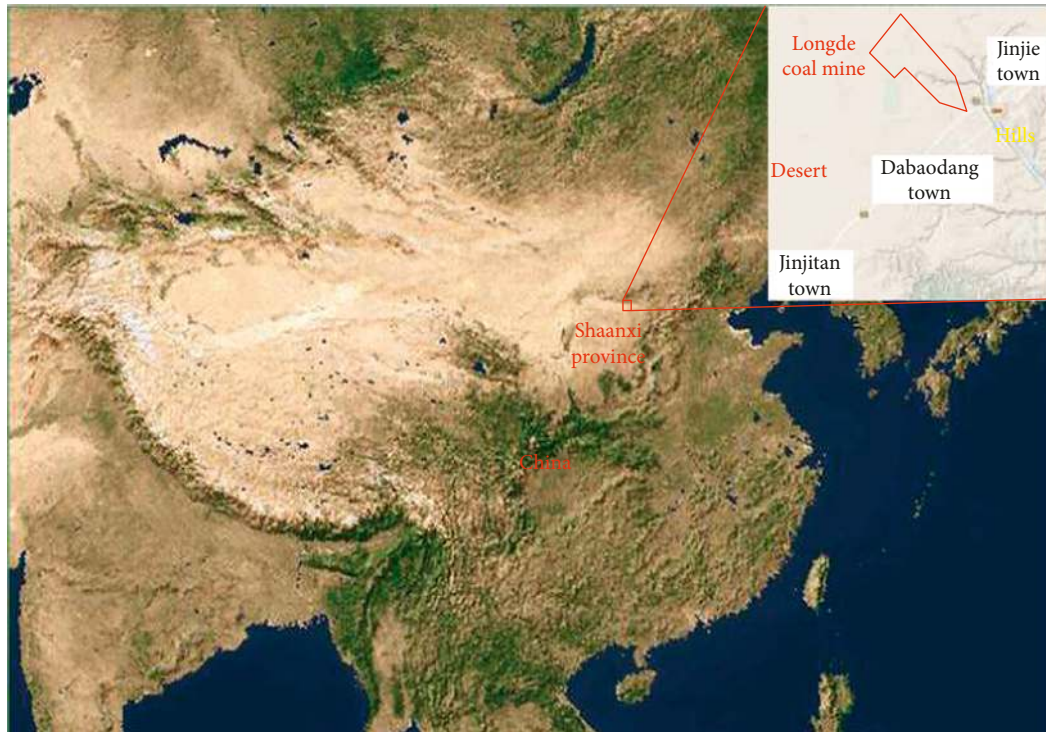 Longde
coal mine
Jinjie
town
Hills
Desert
Dabaodang
town
Jinjitan
town
Shaanxi
province
China